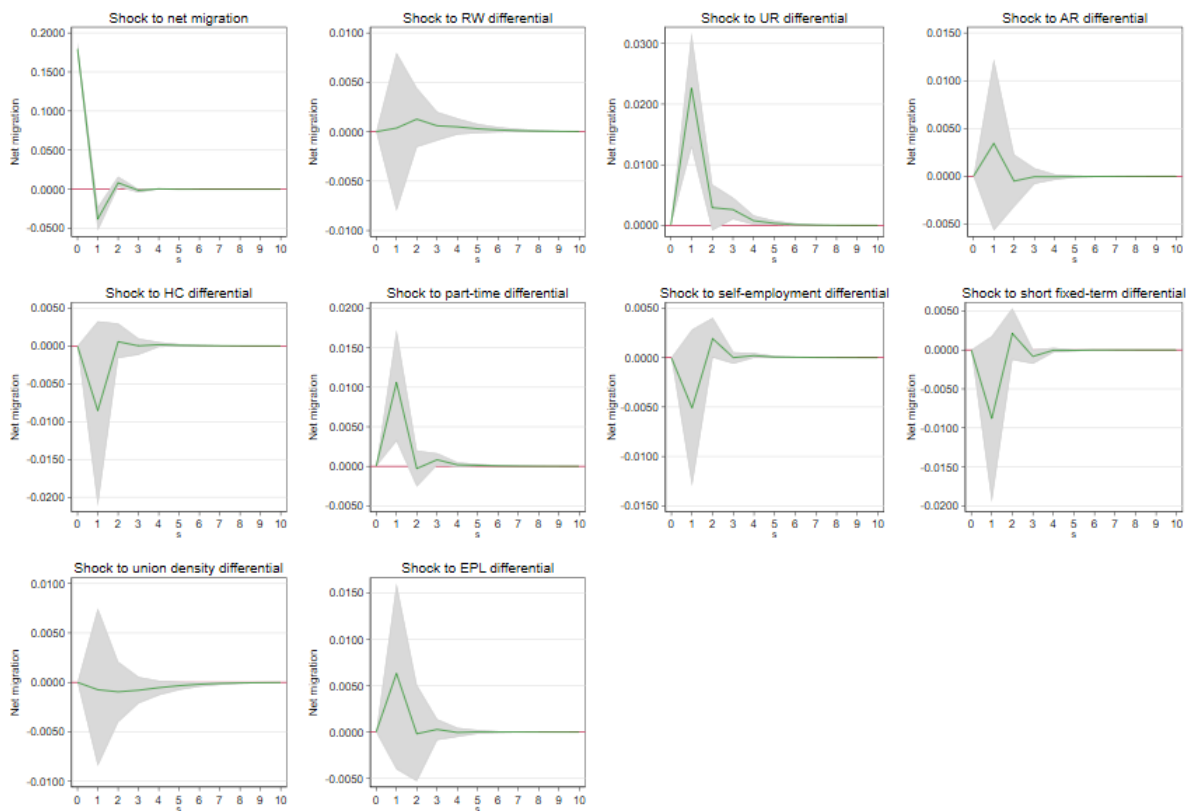 Shock to net migration
0.2000
0.1500
0.1000
0.0500
0.0000
-0.0500
Net migration
0 1 2 3 4 5 6 7 8 9 10
s
Shock to RW differential
0.0100
0.0050
0.0000
-0.0050
-0.0100
Net migration
0 1 2 3 4 5 6 7 8 9 10
s
Shock to UR differential
0.0300
0.0200
0.0100
0.0000
Net migration
0 1 2 3 4 5 6 7 8 9 10
s
Shock to AR differential
0.0150
0.0100
0.0050
0.0000
-0.0050
Net migration
0 1 2 3 4 5 6 7 8 9 10
s
Shock to HC differential
0.0050
0.0000
-0.0050
-0.0100
-0.0150
-0.0200
Net migration
0 1 2 3 4 5 6 7 8 9 10
s
Shock to part-time differential
0.0200
0.0150
0.0100
0.0050
0.0000
-0.0050
Net migration
0 1 2 3 4 5 6 7 8 9 10
s
Shock to self-employment differential
0.0050
0.0000
-0.0050
-0.0100
-0.0150
Net migration
0 1 2 3 4 5 6 7 8 9 10
s
Shock to short fixed-term differential
0.0050
0.0000
-0.0050
-0.0100
-0.0150
-0.0200
Net migration
0 1 2 3 4 5 6 7 8 9 10
s
Shock to union density differential
0.0100
0.0050
0.0000
-0.0050
-0.0100
Net migration
0 1 2 3 4 5 6 7 8 9 10
s
Shock to EPL differential
0.0150
0.0100
0.0050
0.0000
-0.0050
Net migration
0 1 2 3 4 5 6 7 8 9 10
s